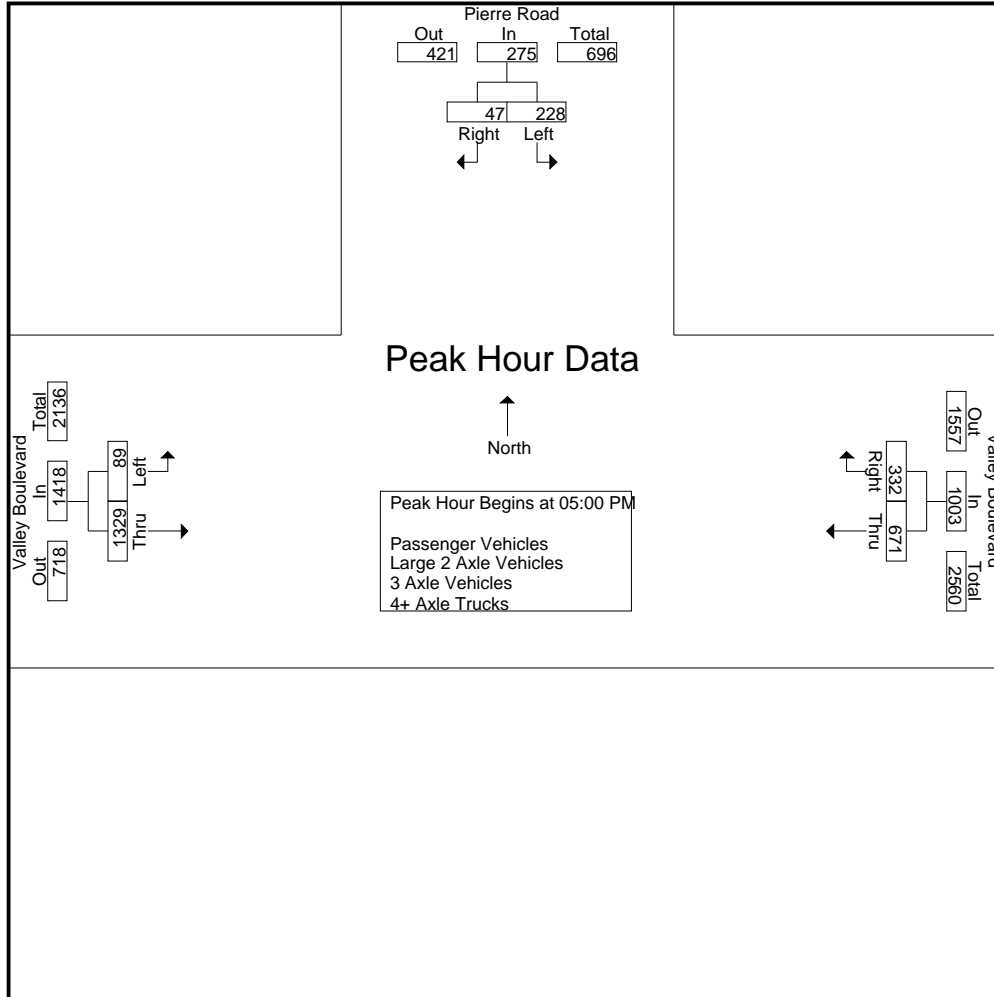 Pierre Road
Out In Total
421 275 696
47 228
Right Left
Peak Hour Data
North
Peak Hour Begins at 05:00 PM
Passenger Vehicles
Large 2 Axle Vehicles
3 Axle Vehicles
4+ Axle Trucks
Valley Boulevard
Out In Total
718 1418 2136
1329 89
Thru Left
Valley Boulevard
Out In Total
1557 1003 2560
332 671
Right Thru